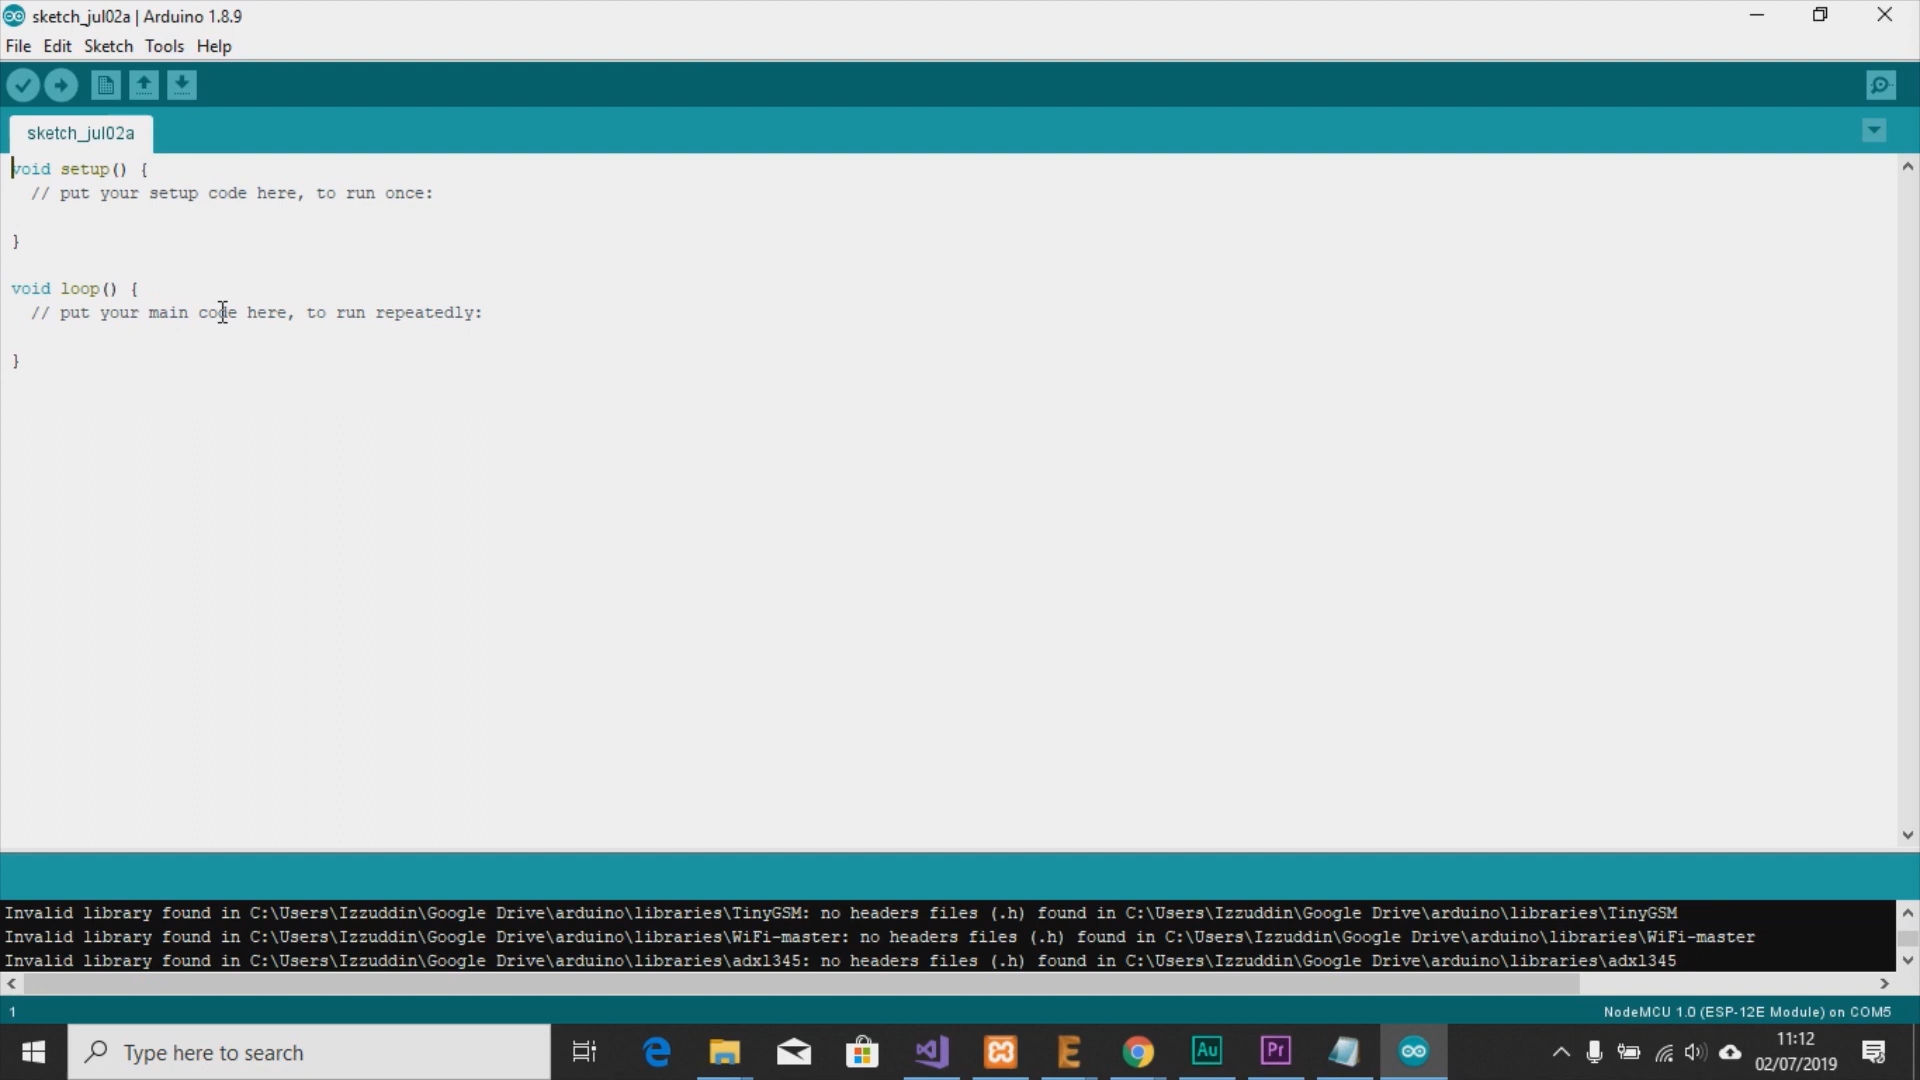 sketch_jul02a | Arduino 1.8.9
File Edit Sketch Tools Help
sketch_jul02a
void setup() {
// put your setup code here, to run once:
}
void loop() {
// put your main code here, to run repeatedly:
}
Invalid library found in C:\Users\Izzuddin\Google Drive\arduino\libraries\TinyGSM: no headers files (.h) found in C:\Users\Izzuddin\Google Drive\arduino\libraries\TinyGSM
Invalid library found in C:\Users\Izzuddin\Google Drive\arduino\libraries\WiFi-master: no headers files (.h) found in C:\Users\Izzuddin\Google Drive\arduino\libraries\WiFi-master
Invalid library found in C:\Users\Izzuddin\Google Drive\arduino\libraries\adxl345: no headers files (.h) found in C:\Users\Izzuddin\Google Drive\arduino\libraries\adxl345
1 NodeMCU 1.0 (ESP-12E Module) on COM5
Type here to search
Au
Pr
11:12
02/07/2019